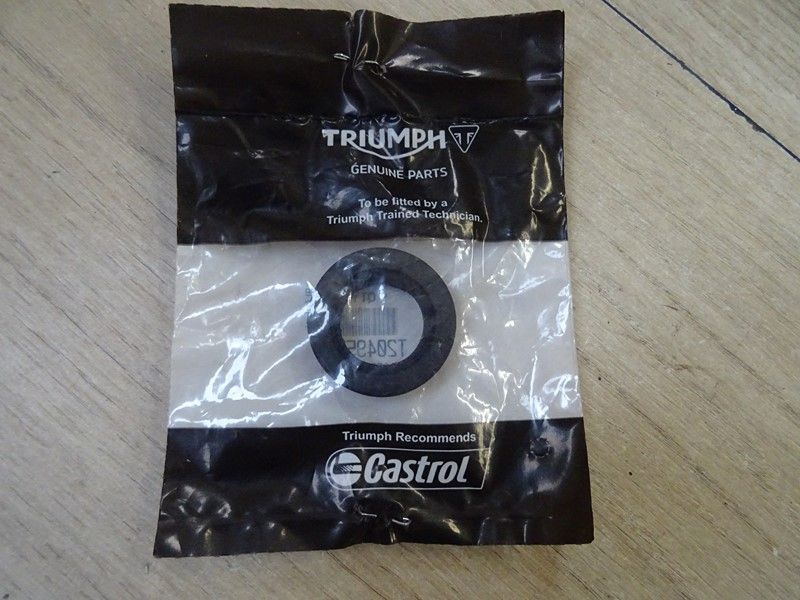 TRIUMPH
GENUINE PARTS
To be fitted by a
Triumph Trained Technician.
Triumph Recommends
Castrol